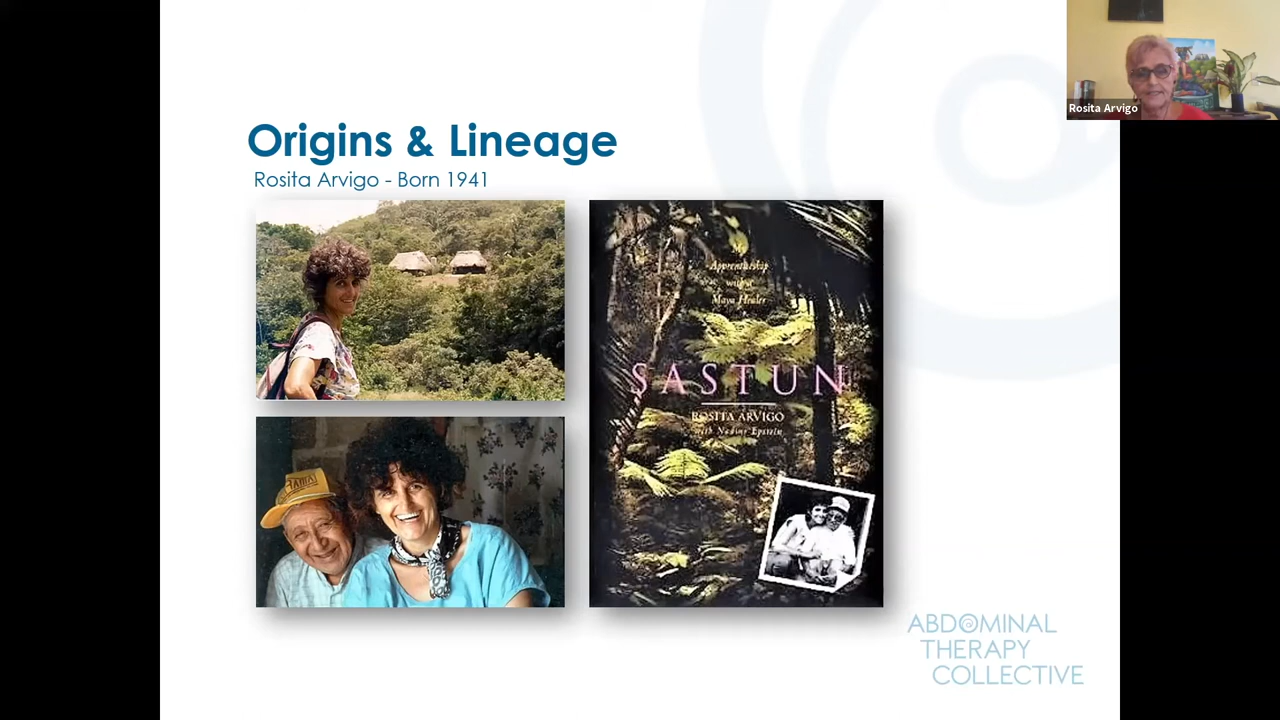 Rosita Arvigo
Origins & Lineage
Rosita Arvigo - Born 1941
My
Apprenticeship
with a
Maya Healer
SASTUN
ROSITA ARVIGO
with Nadine Epstein
ABDOMINAL
THERAPY
COLLECTIVE